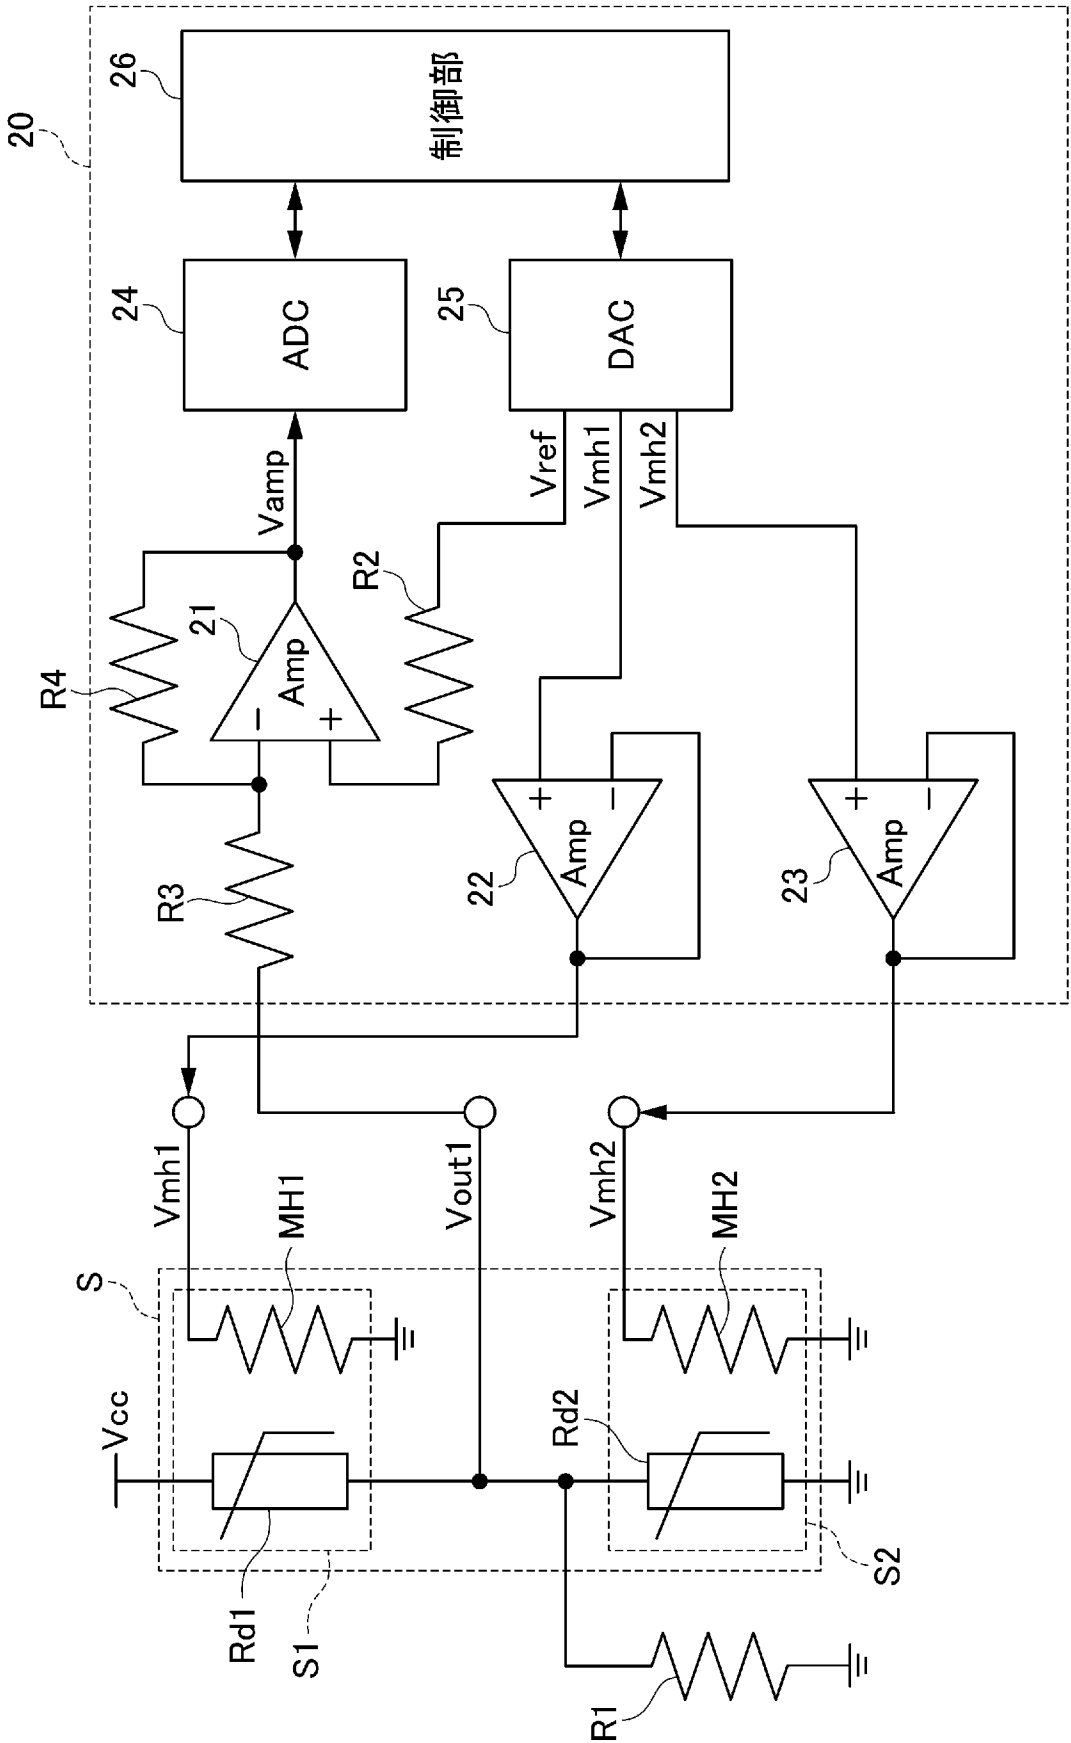 20
26
制御部
24
ADC
25
DAC
Vamp
Vref
Vmh1
Vmh2
R4
21
Amp
−
+
R2
R3
22
Amp
+
−
23
Amp
+
−
Vmh1
Vout1
Vmh2
S
MH1
MH2
Vcc
Rd1
S1
Rd2
S2
R1